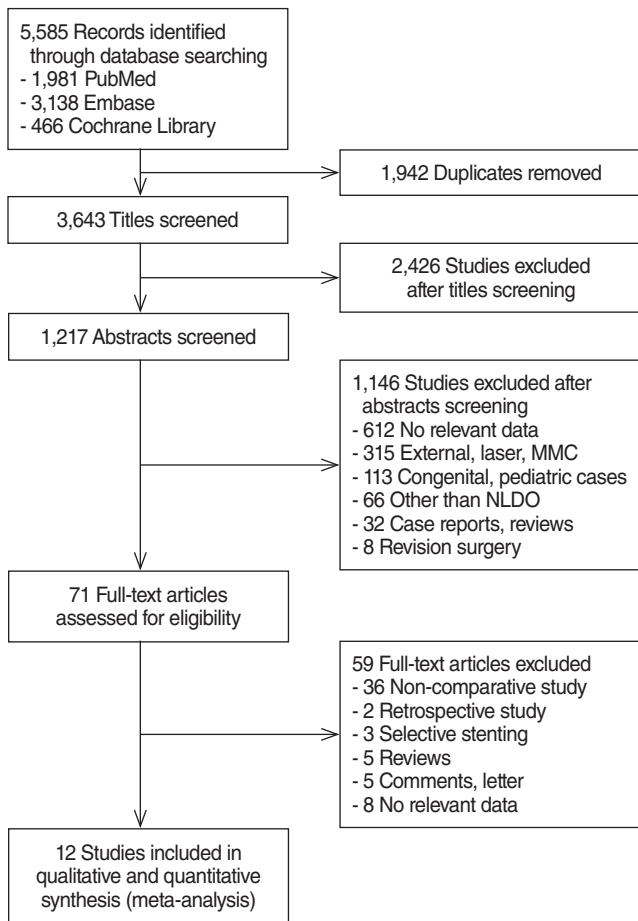 5,585 Records identified
through database searching
- 1,981 PubMed
- 3,138 Embase
- 466 Cochrane Library
1,942 Duplicates removed
3,643 Titles screened
2,426 Studies excluded
after titles screening
1,217 Abstracts screened
1,146 Studies excluded after
abstracts screening
- 612 No relevant data
- 315 External, laser, MMC
- 113 Congenital, pediatric cases
- 66 Other than NLDO
- 32 Case reports, reviews
- 8 Revision surgery
71 Full-text articles
assessed for eligibility
59 Full-text articles excluded
- 36 Non-comparative study
- 2 Retrospective study
- 3 Selective stenting
- 5 Reviews
- 5 Comments, letter
- 8 No relevant data
12 Studies included in
qualitative and quantitative
synthesis (meta-analysis)